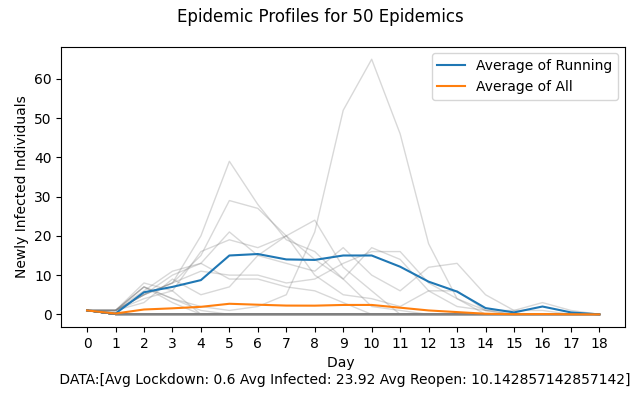 Epidemic Profiles for 50 Epidemics
Newly Infected Individuals
60
50
40
30
20
10
0
Average of Running
Average of All
0 1 2 3 4 5 6 7 8 9 10 11 12 13 14 15 16 17 18
Day
DATA:[Avg Lockdown: 0.6 Avg Infected: 23.92 Avg Reopen: 10.142857142857142]